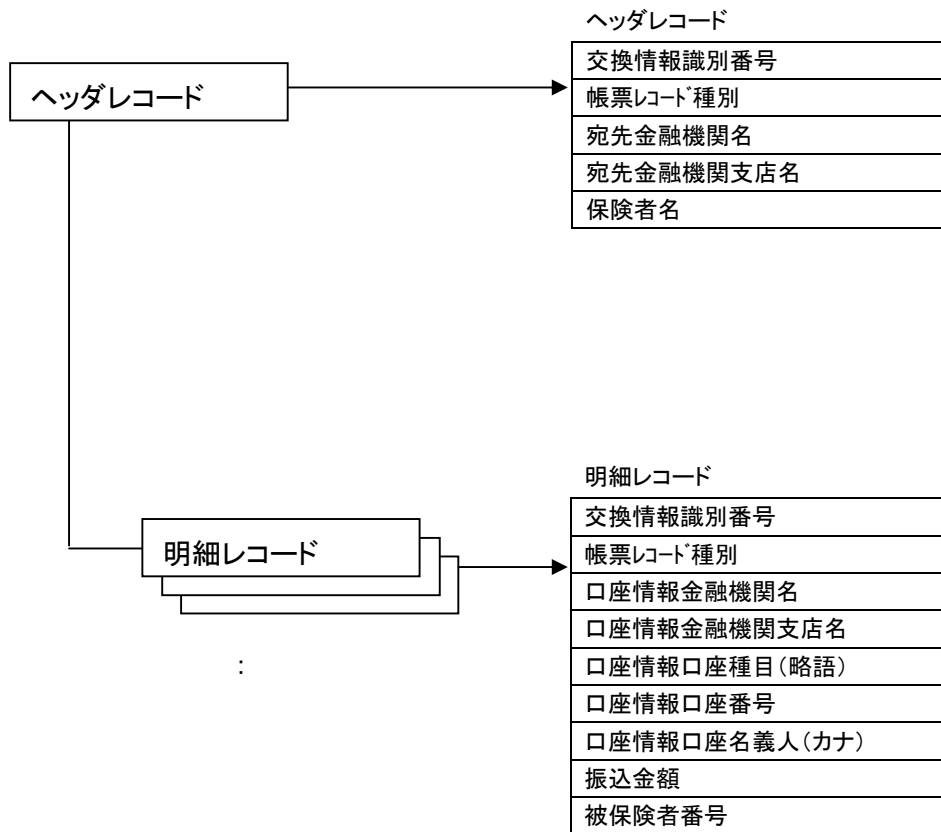 ヘッダレコード
ヘッダレコード
交換情報識別番号
帳票ﾚｺｰﾄﾞ種別
宛先金融機関名
宛先金融機関支店名
保険者名
明細レコード
明細レコード
交換情報識別番号
帳票ﾚｺｰﾄﾞ種別
口座情報金融機関名
口座情報金融機関支店名
口座情報口座種目(略語)
口座情報口座番号
口座情報口座名義人(カナ)
振込金額
被保険者番号
: